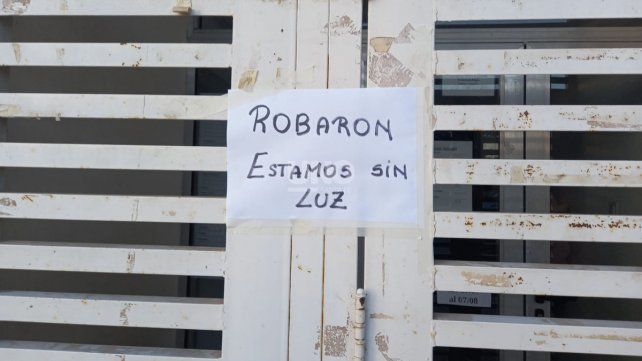 ROBARON
ESTAMOS SIN
LUZ
al 07/08